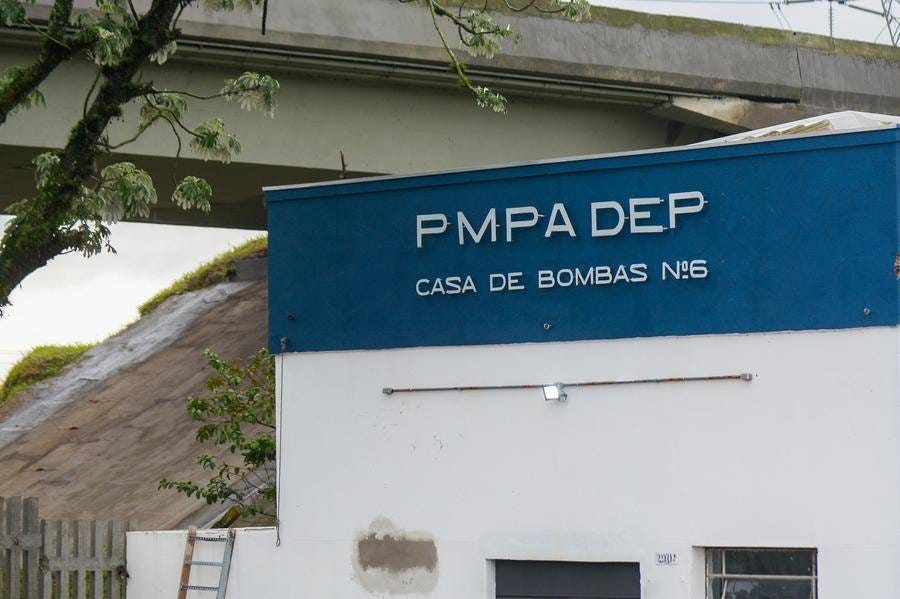 PMPA DEP
CASA DE BOMBAS Nº6